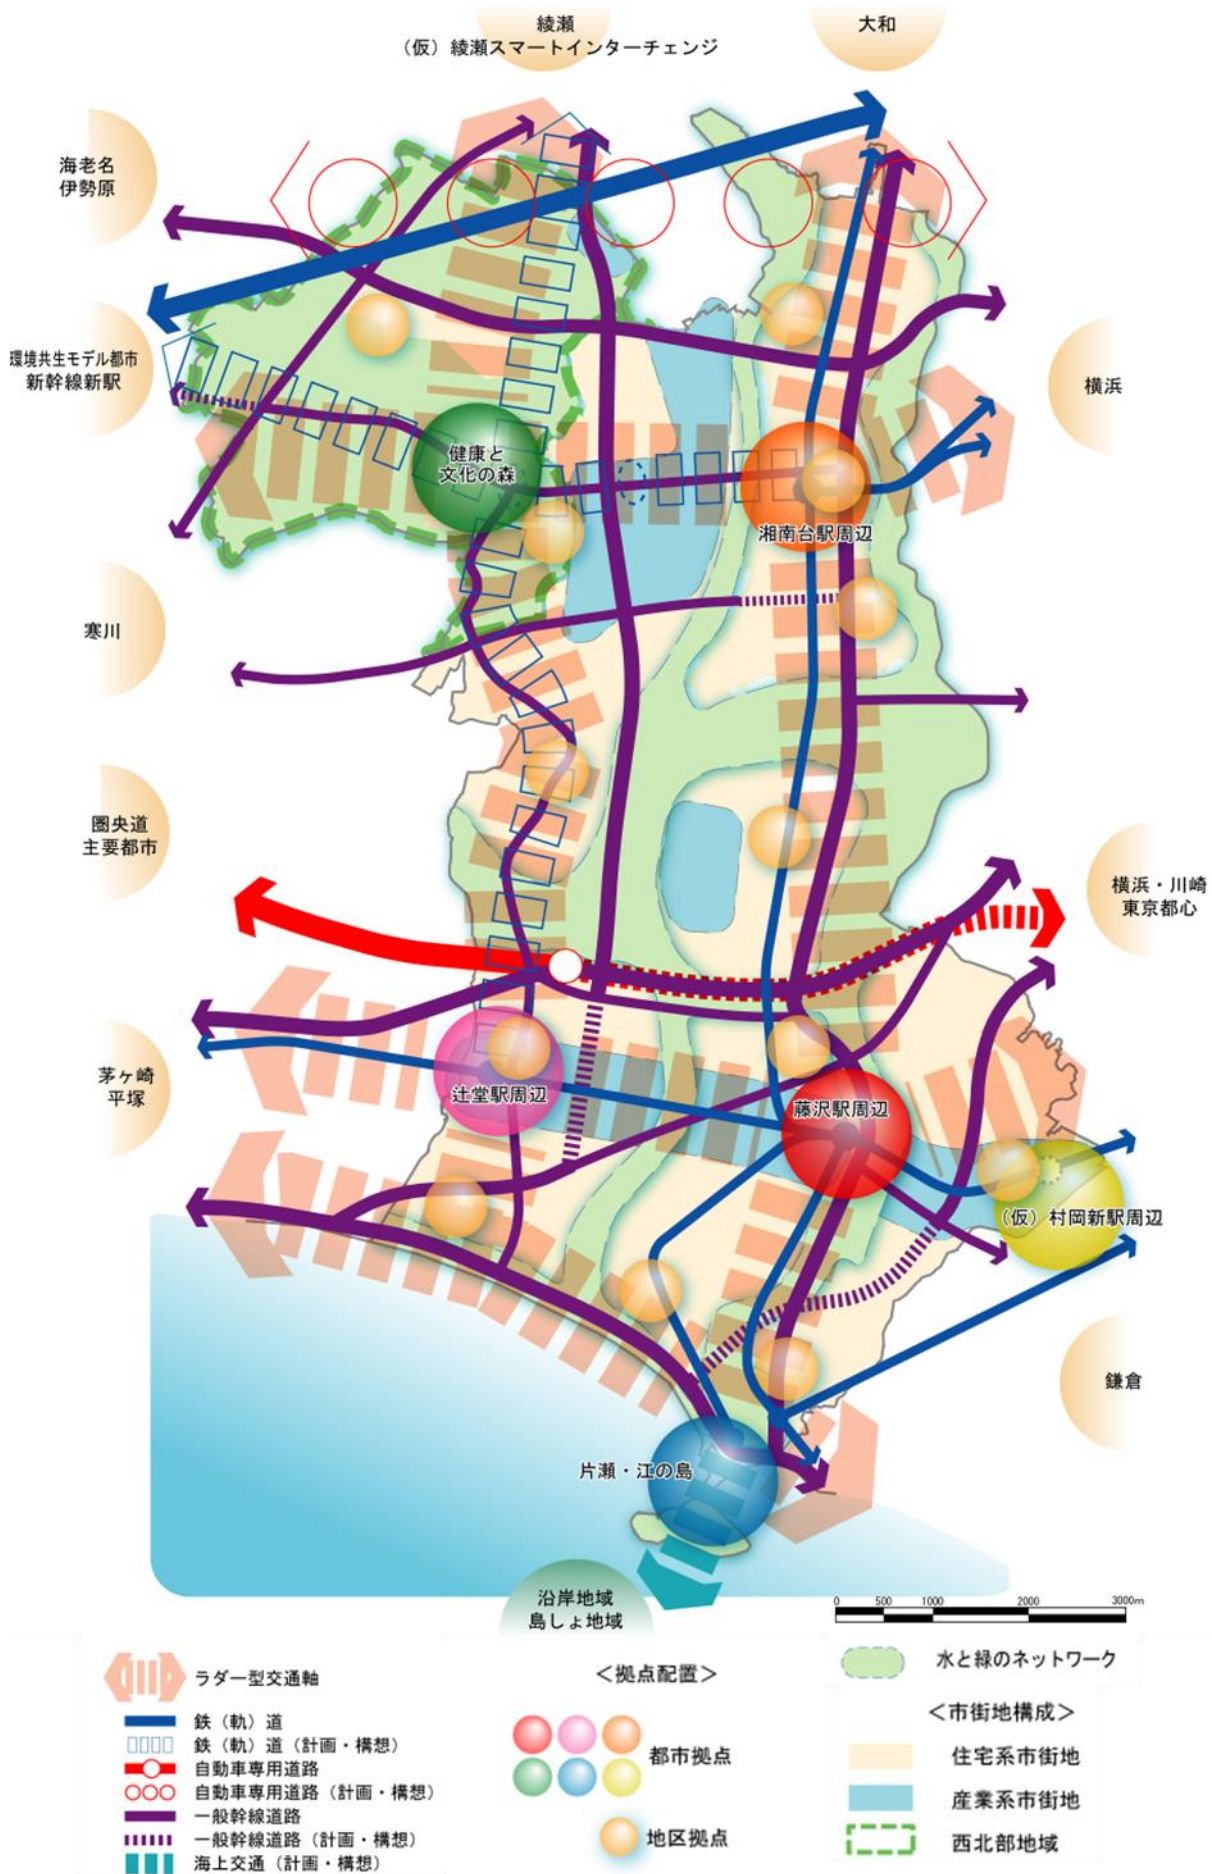 綾瀬
（仮）綾瀬スマートインターチェンジ
大和
海老名
伊勢原
環境共生モデル都市
新幹線新駅
横浜
健康と
文化の森
湘南台駅周辺
寒川
圏央道
主要都市
横浜・川崎
東京都心
茅ヶ崎
平塚
辻堂駅周辺
藤沢駅周辺
（仮）村岡新駅周辺
鎌倉
片瀬・江の島
沿岸地域
島しょ地域
0 500 1000 2000 3000m
ラダー型交通軸
鉄（軌）道
鉄（軌）道（計画・構想）
自動車専用道路
自動車専用道路（計画・構想）
一般幹線道路
一般幹線道路（計画・構想）
海上交通（計画・構想）
＜拠点配置＞
都市拠点
地区拠点
水と緑のネットワーク
＜市街地構成＞
住宅系市街地
産業系市街地
西北部地域